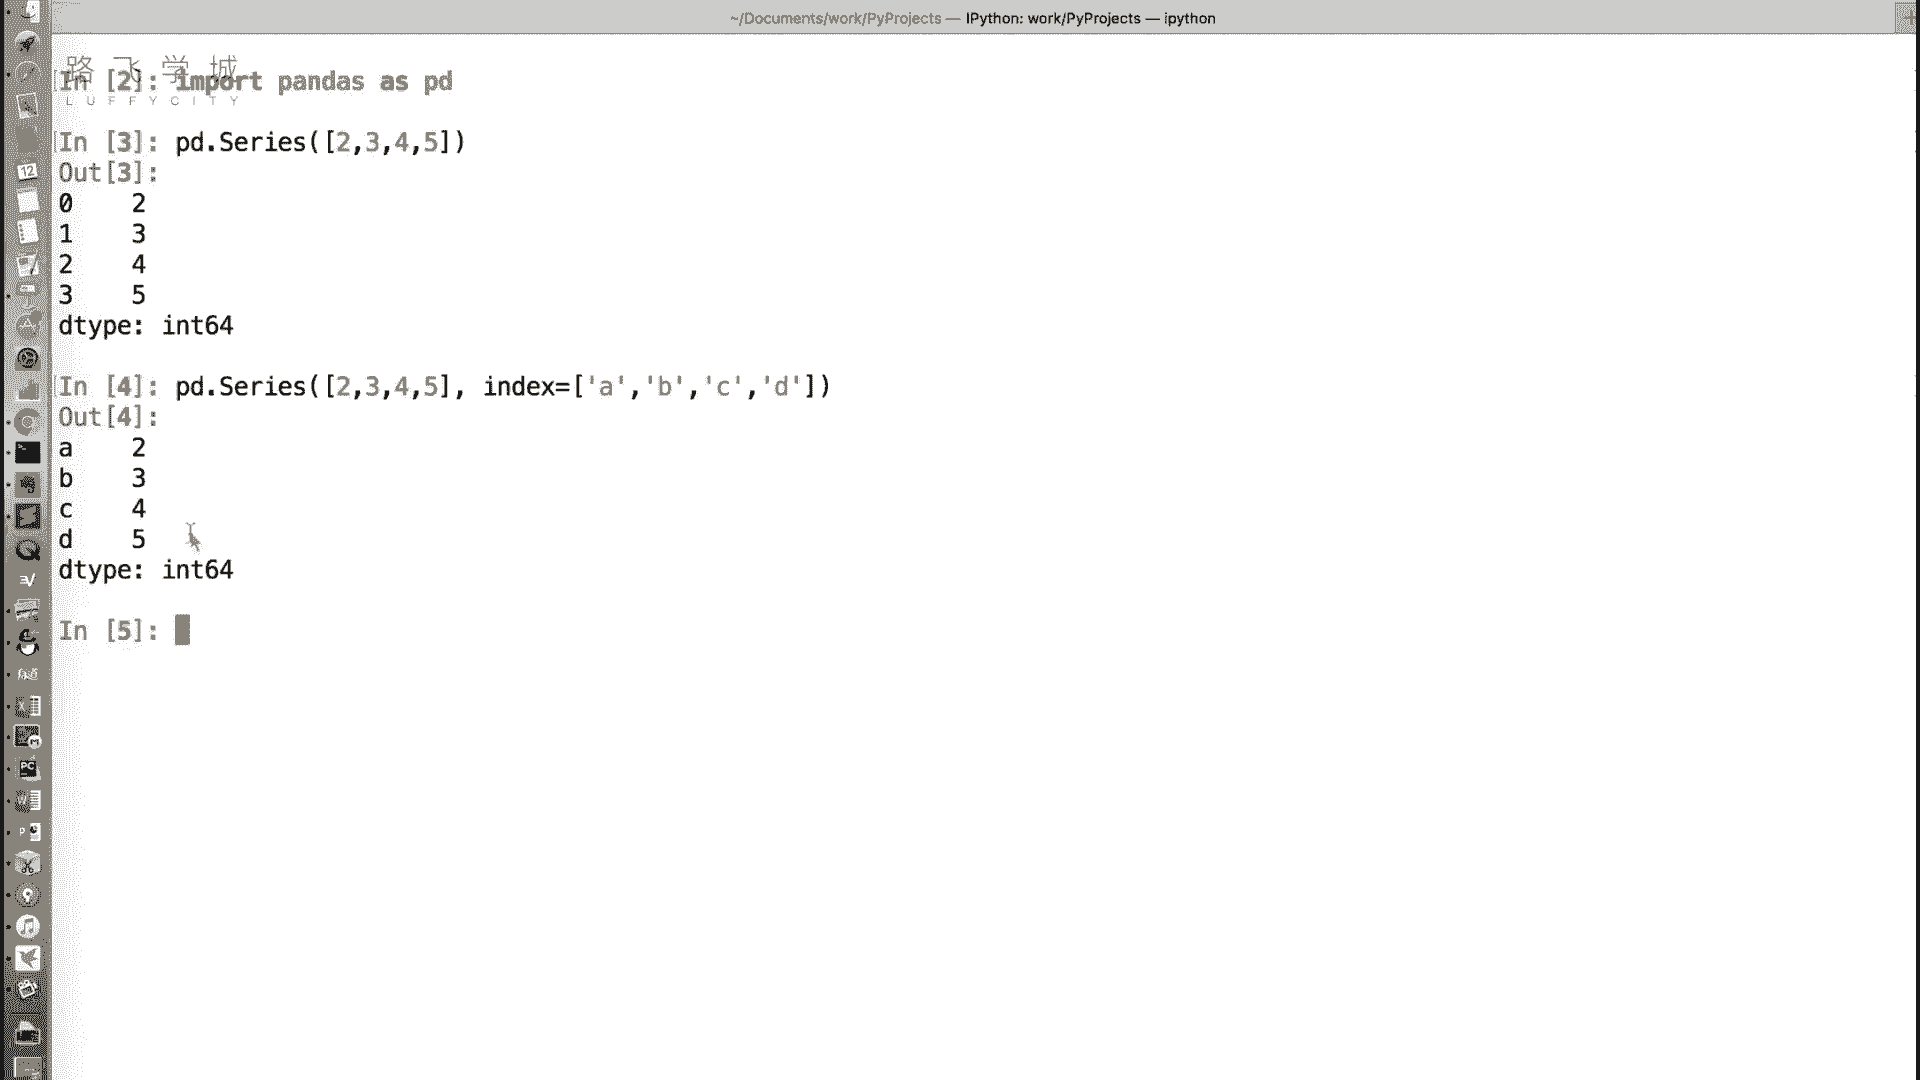 ~/Documents/work/PyProjects — IPython: work/PyProjects — ipython
路飞学城
In [2]: import pandas as pd
LUFFYCITY
In [3]: pd.Series([2,3,4,5])
Out[3]:
0    2
1    3
2    4
3    5
dtype: int64
In [4]: pd.Series([2,3,4,5], index=['a','b','c','d'])
Out[4]:
a    2
b    3
c    4
d    5
dtype: int64
In [5]:
12
PC